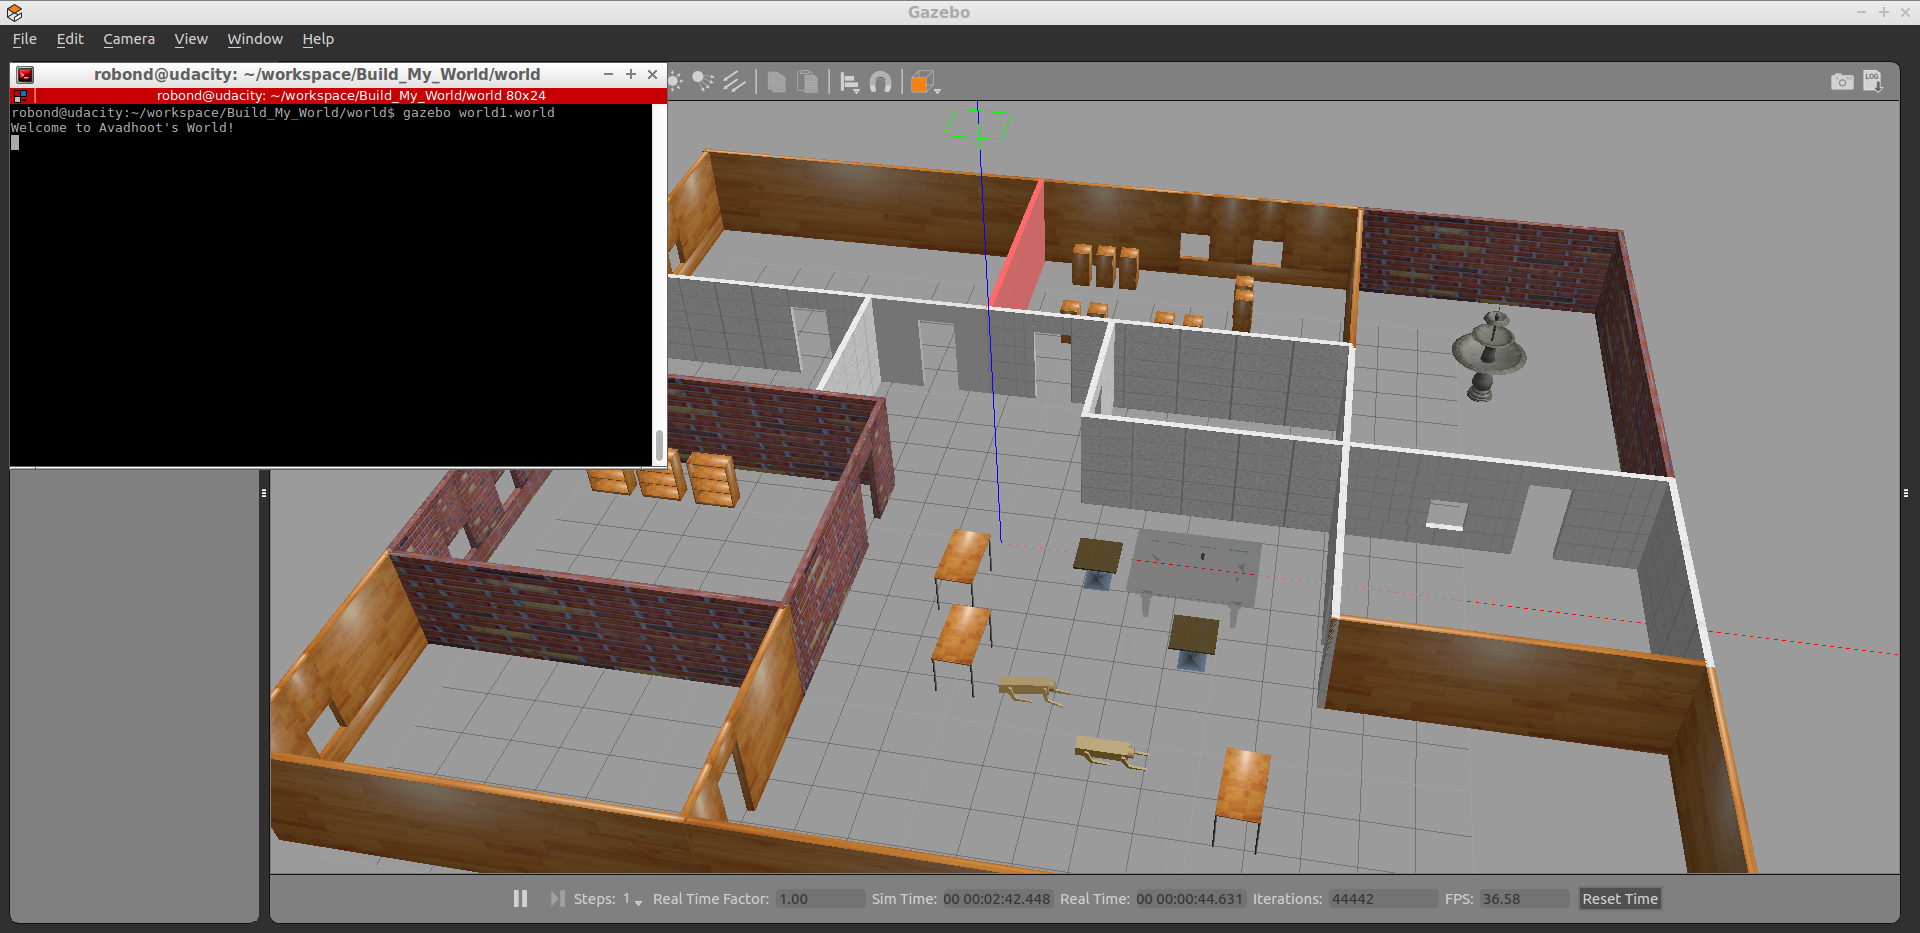 Gazebo
File Edit Camera View Window Help
robond@udacity: ~/workspace/Build_My_World/world
robond@udacity: ~/workspace/Build_My_World/world 80x24
robond@udacity:~/workspace/Build_My_World/world$ gazebo world1.world
Welcome to Avadhoot's World!
LOG
Steps: 1 Real Time Factor: 1.00 Sim Time: 00 00:02:42.448 Real Time: 00 00:00:44.631 Iterations: 44442 FPS: 36.58 Reset Time